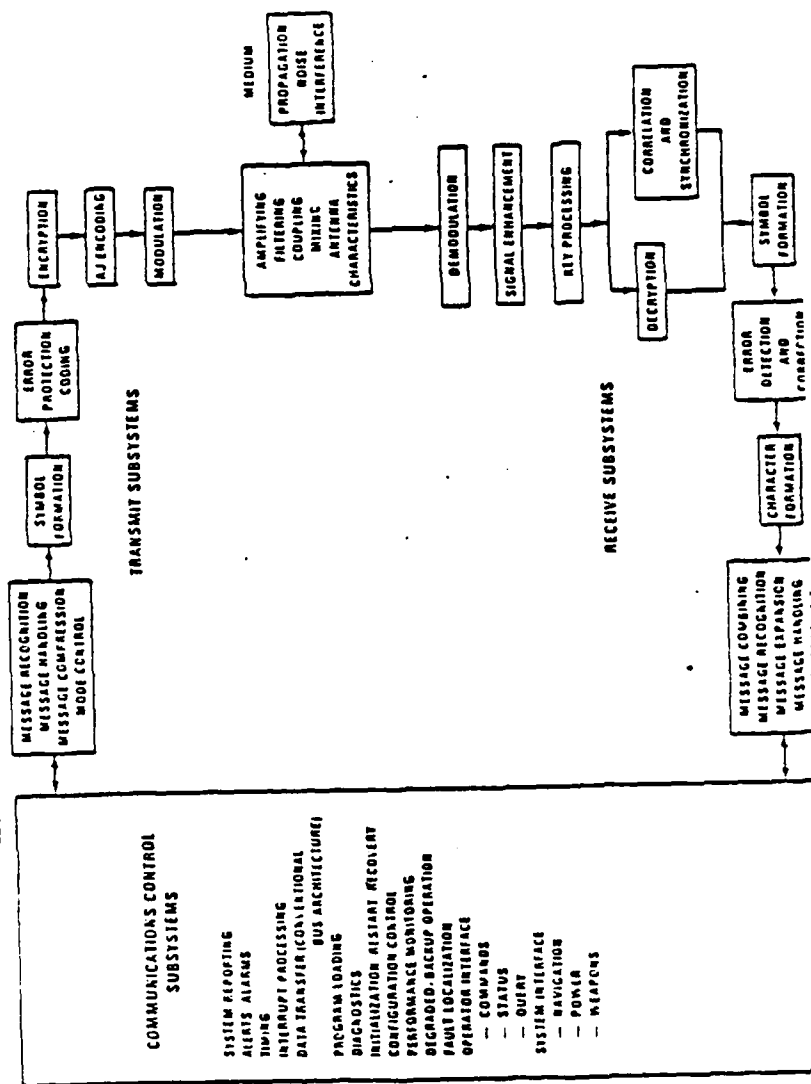 COMMUNICATIONS CONTROL
SUBSYSTEMS
SYSTEM REPORTING
ALERTS ALARMS
TIMING
INTERRUPT PROCESSING
DATA TRANSFER (CONVENTIONAL
BUS ARCHITECTURE)
PROGRAM LOADING
DIAGNOSTICS
INITIALIZATION RESTART RECOVERY
CONFIGURATION CONTROL
PERFORMANCE MONITORING
DEGRADED-BACKUP OPERATION
FAULT LOCALIZATION
OPERATOR INTERFACE
— COMMANDS
— STATUS
— QUERY
SYSTEM INTERFACE
— NAVIGATION
— POWER
— WEAPONS
MESSAGE RECOGNITION
MESSAGE HANDLING
MESSAGE COMPRESSION
MODE CONTROL
SYMBOL
FORMATION
ERROR
PROTECTION
CODING
ENCRYPTION
AJ ENCODING
MODULATION
TRANSMIT SUBSYSTEMS
MEDIUM
PROPAGATION
NOISE
INTERFERENCE
AMPLIFYING
FILTERING
COUPLING
MIXING
ANTENNA
CHARACTERISTICS
DEMODULATION
SIGNAL ENHANCEMENT
KEY PROCESSING
DECRYPTION
CORRELATION
AND
SYNCHRONIZATION
RECEIVE SUBSYSTEMS
SYMBOL
FORMATION
ERROR
DETECTION
AND
CORRECTION
CHARACTER
FORMATION
MESSAGE COMBINING
MESSAGE RECOGNITION
MESSAGE EXPANSION
MESSAGE HANDLING